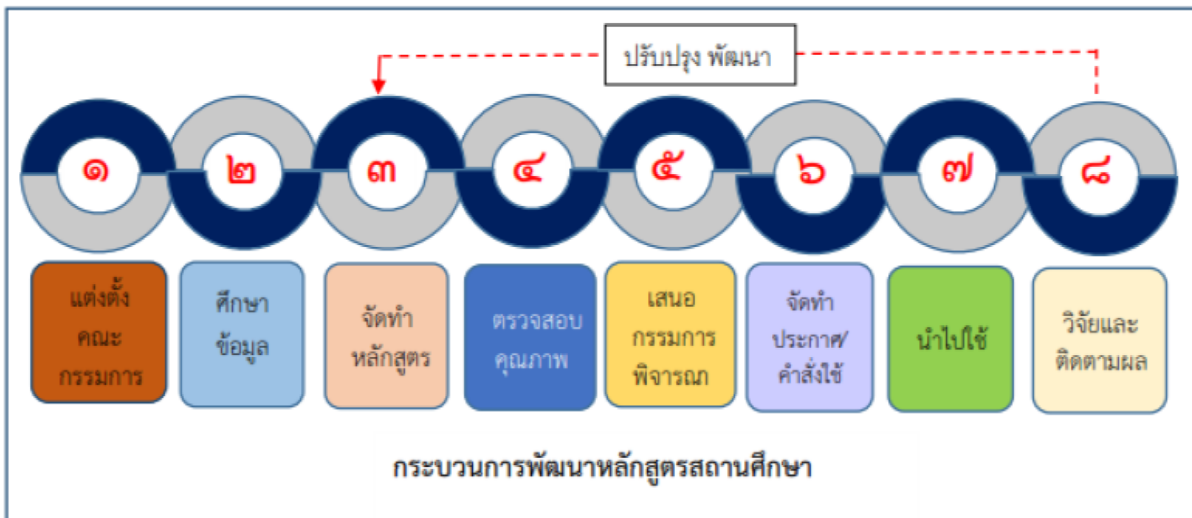 ปรับปรุง พัฒนา
๑
๒
๓
๔
๕
๖
๗
๘
แต่งตั้ง
คณะ
กรรมการ
ศึกษา
ข้อมูล
จัดทำ
หลักสูตร
ตรวจสอบ
คุณภาพ
เสนอ
กรรมการ
พิจารณา
จัดทำ
ประกาศ/
คำสั่งใช้
นำไปใช้
วิจัยและ
ติดตามผล
กระบวนการพัฒนาหลักสูตรสถานศึกษา